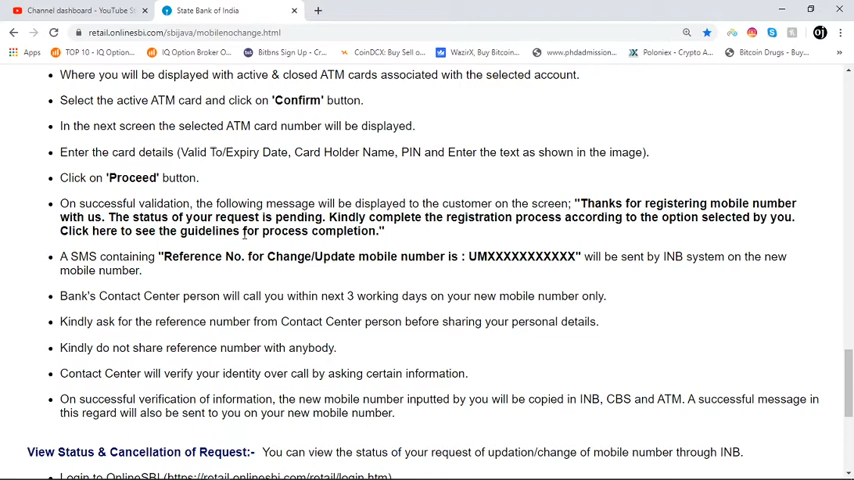 Channel dashboard - YouTube S
State Bank of India
retail.onlinesbi.com/sbijava/mobilenochange.html
Apps
TOP 10 - IQ Option...
IQ Option Broker O...
Bitbns Sign Up - Cr...
CoinDCX: Buy Sell o...
WazirX, Buy Bitcoin...
www.phdadmission...
Poloniex - Crypto A...
Bitcoin Drugs - Buy...
Where you will be displayed with active & closed ATM cards associated with the selected account.
Select the active ATM card and click on 'Confirm' button.
In the next screen the selected ATM card number will be displayed.
Enter the card details (Valid To/Expiry Date, Card Holder Name, PIN and Enter the text as shown in the image).
Click on 'Proceed' button.
On successful validation, the following message will be displayed to the customer on the screen; "Thanks for registering mobile number
with us. The status of your request is pending. Kindly complete the registration process according to the option selected by you.
Click here to see the guidelines for process completion."
A SMS containing "Reference No. for Change/Update mobile number is : UMXXXXXXXXXXX" will be sent by INB system on the new
mobile number.
Bank's Contact Center person will call you within next 3 working days on your new mobile number only.
Kindly ask for the reference number from Contact Center person before sharing your personal details.
Kindly do not share reference number with anybody.
Contact Center will verify your identity over call by asking certain information.
On successful verification of information, the new mobile number inputted by you will be copied in INB, CBS and ATM. A successful message in
this regard will also be sent to you on your new mobile number.
View Status & Cancellation of Request:- You can view the status of your request of updation/change of mobile number through INB.
Login to OnlineSBI (https://retail.onlinesbi.com/retail/login.htm)